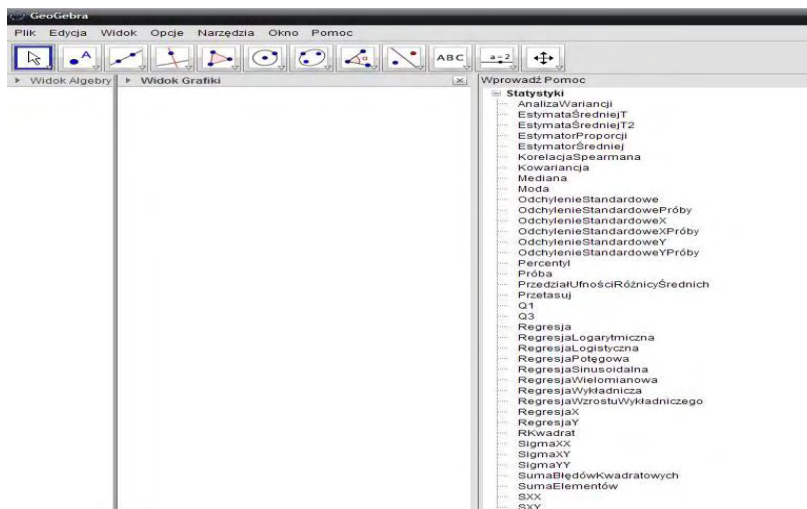 GeoGebra
Plik Edycja Widok Opcje Narzędzia Okno Pomoc
A α ABC a=2
Widok Algebry Widok Grafiki Wprowadź Pomoc
Statystyki
AnalizaWariancji
EstymataŚredniejT
EstymataŚredniejT2
EstymatorProporcji
EstymatorŚredniej
KorelacjaSpearmana
Kowariancja
Mediana
Moda
OdchylenieStandardowe
OdchylenieStandardowePróby
OdchylenieStandardoweX
OdchylenieStandardoweXPróby
OdchylenieStandardoweY
OdchylenieStandardoweYPróby
Percentyl
Próba
PrzedziałUfnościRóżnicyŚrednich
Przetasuj
Q1
Q3
Regresja
RegresjaLogarytmiczna
RegresjaLogistyczna
RegresjaPotęgowa
RegresjaSinusoidalna
RegresjaWielomianowa
RegresjaWykładnicza
RegresjaWzrostuWykładniczego
RegresjaX
RegresjaY
RKwadrat
SigmaXX
SigmaXY
SigmaYY
SumaBłędówKwadratowych
SumaElementów
SXX
SXY